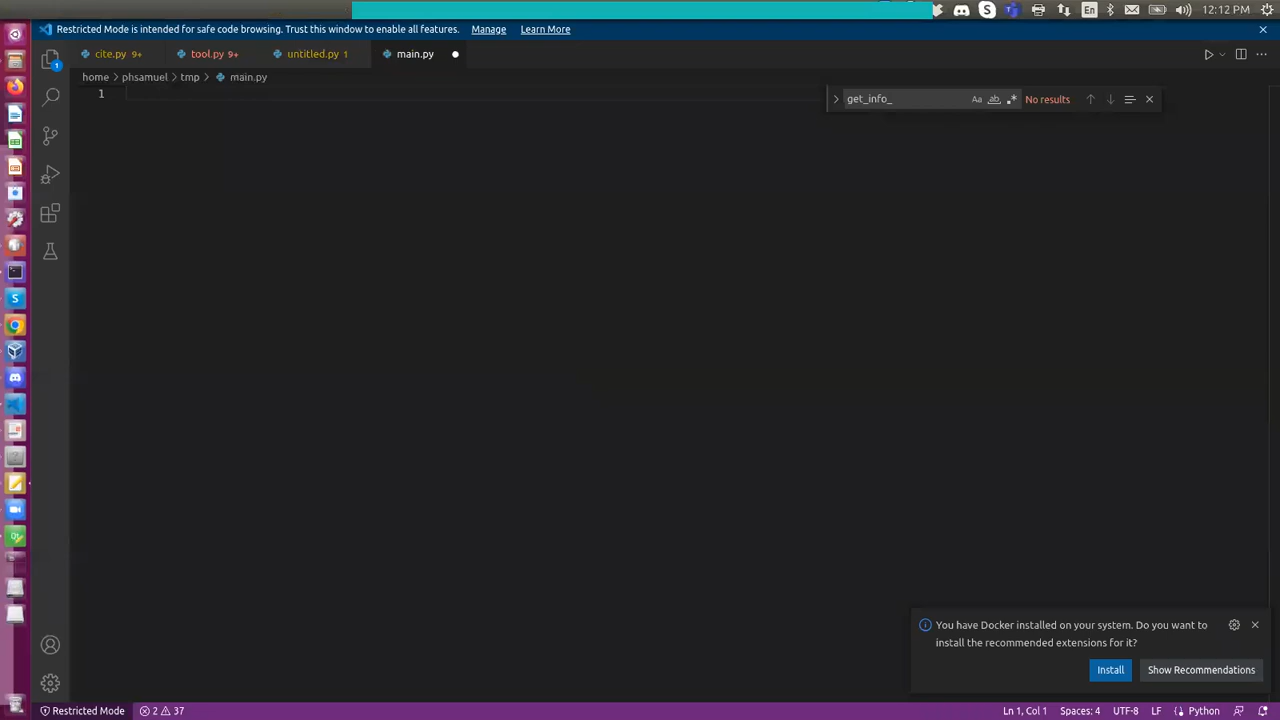 En
12:12 PM
Restricted Mode is intended for safe code browsing. Trust this window to enable all features. Manage Learn More
cite.py 9+ tool.py 9+ untitled.py 1 main.py
home phsamuel tmp main.py
1
get_info_ Aa ab .* No results
You have Docker installed on your system. Do you want to
install the recommended extensions for it?
Install Show Recommendations
Restricted Mode 2 37 Ln 1, Col 1 Spaces: 4 UTF-8 LF Python